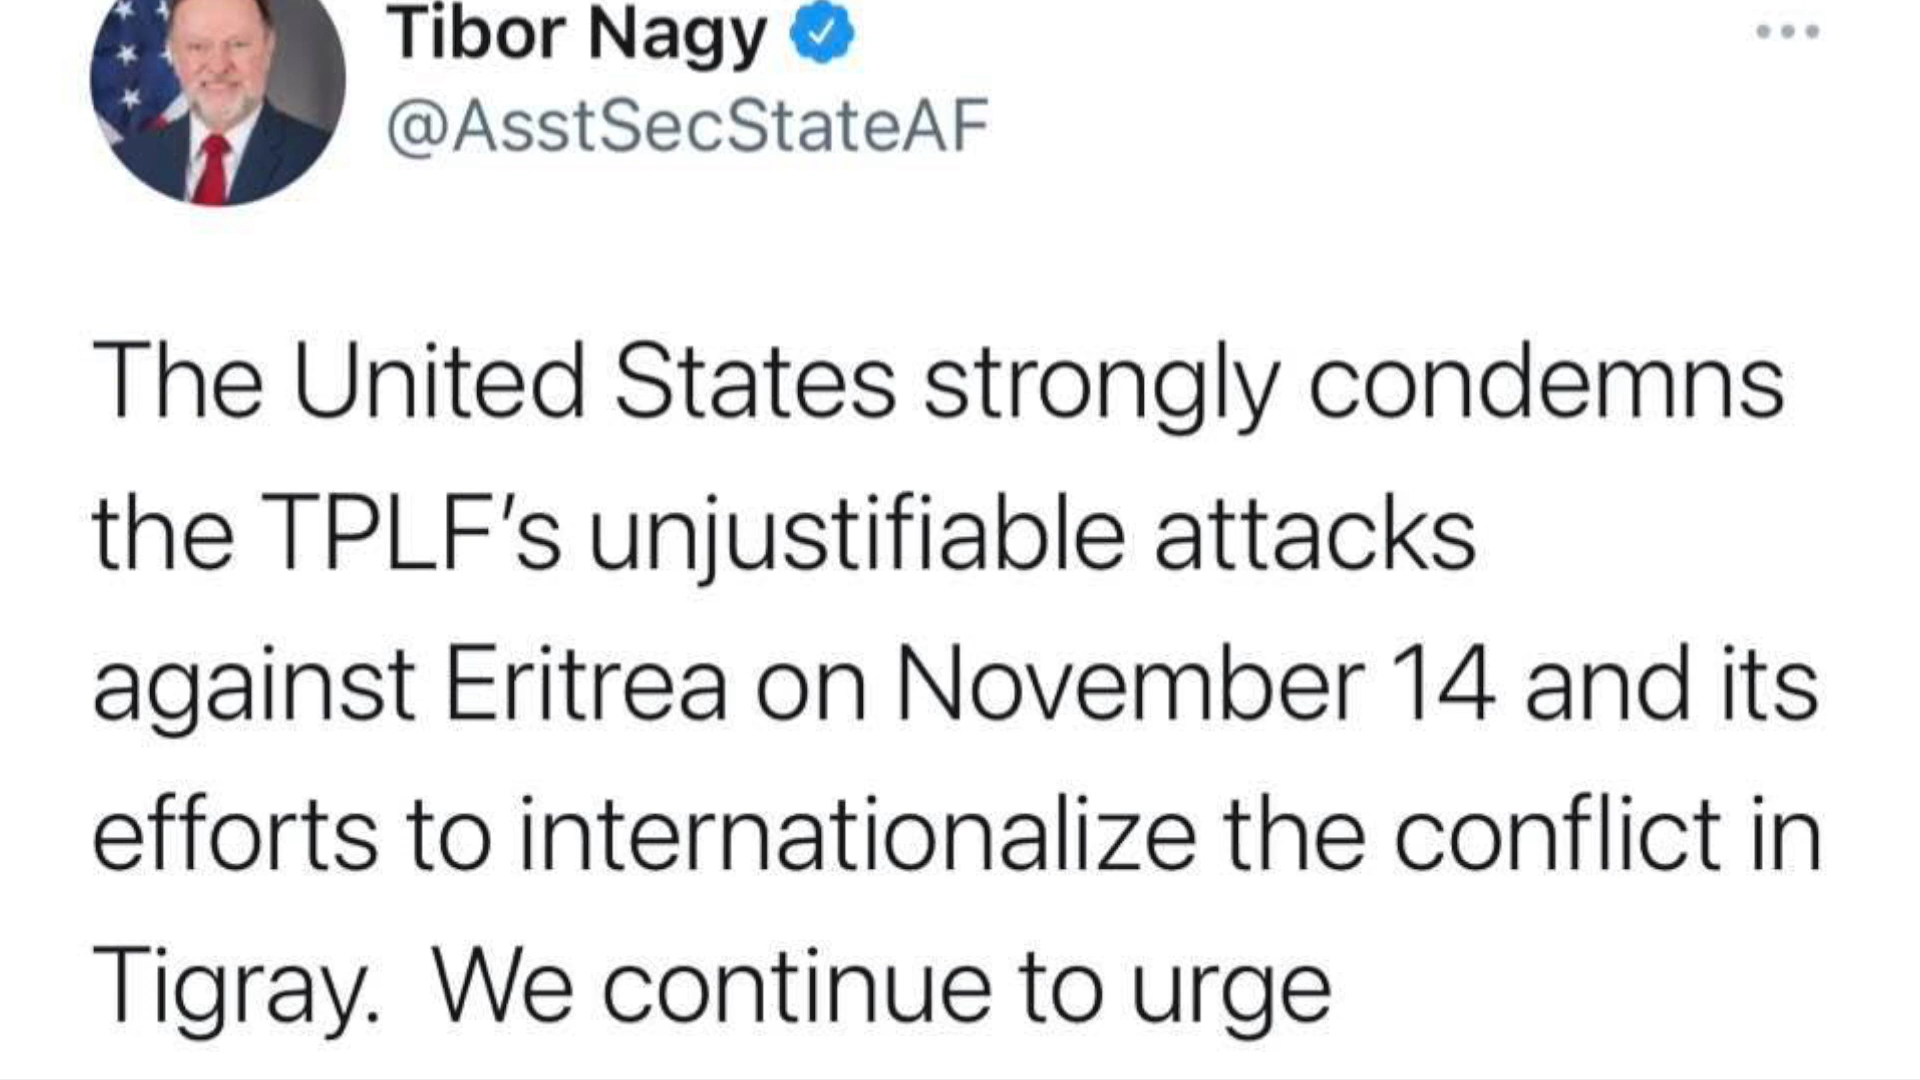 Tibor Nagy
@AsstSecStateAF
The United States strongly condemns
the TPLF’s unjustifiable attacks
against Eritrea on November 14 and its
efforts to internationalize the conflict in
Tigray.  We continue to urge